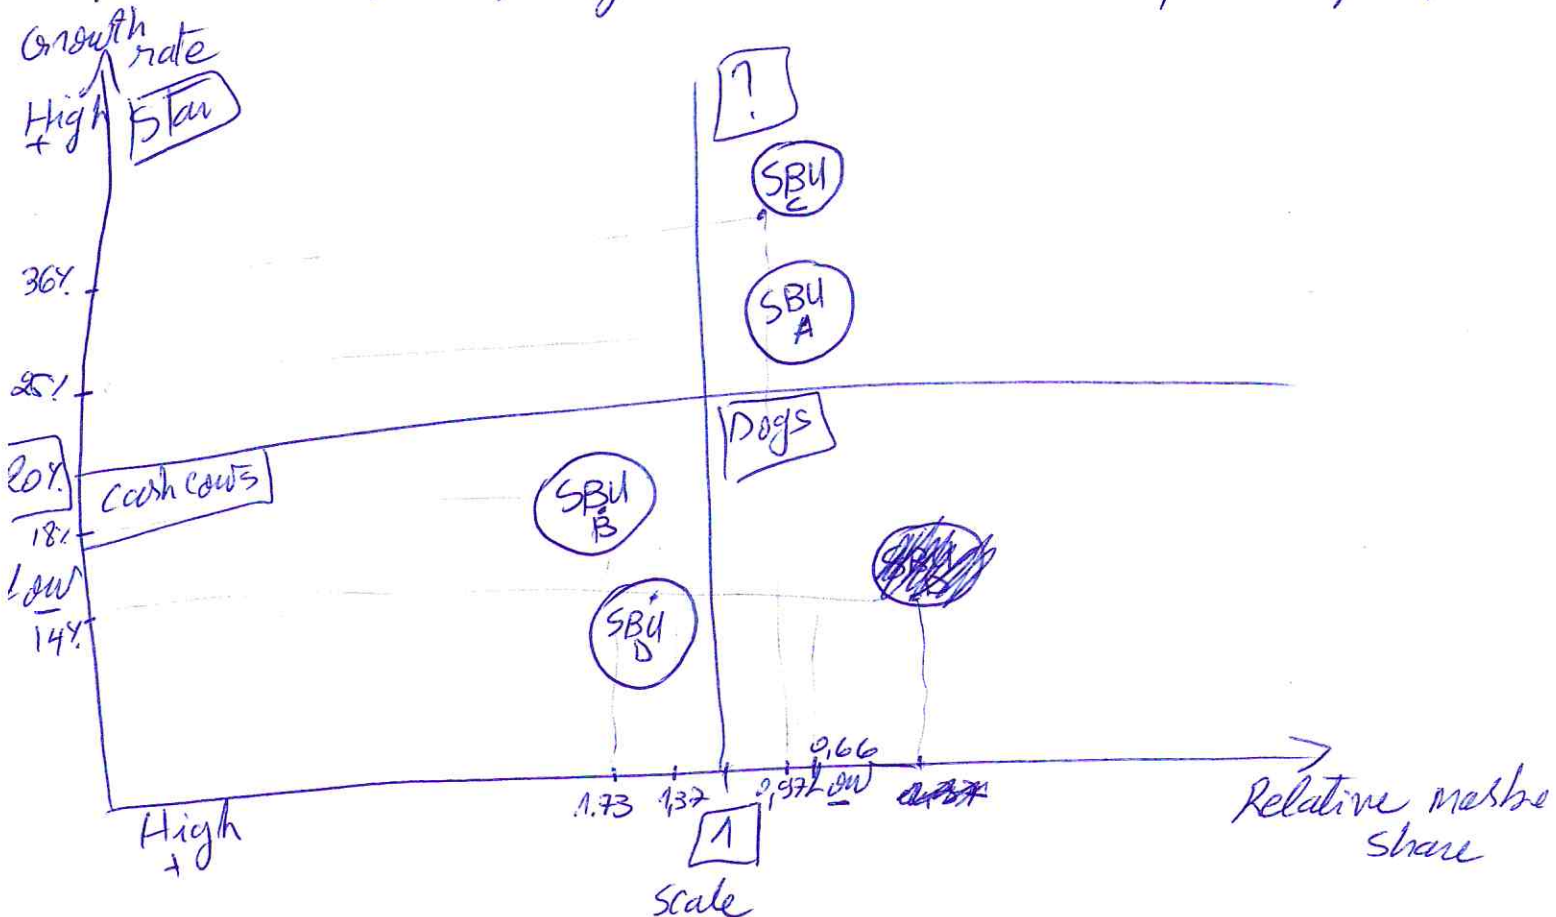 Growth
rate
High
+
Star
?
SBU
C
36%
SBU
A
25%
Dogs
20%
Cash cows
SBU
B
18%
Low
14%
SBU
D
0,66
1.73 1,37 0,97 Low
High
+
1
Scale
Relative
Share